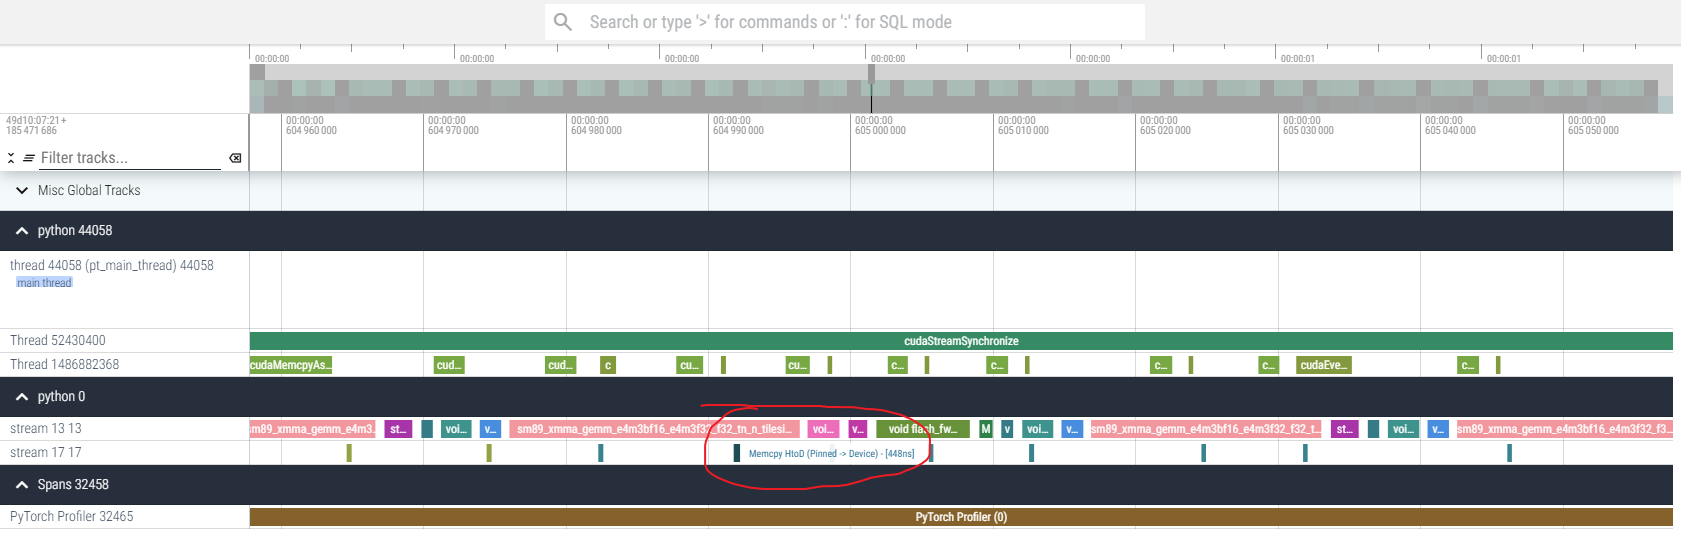 Search or type '>' for commands or ':' for SQL mode
00:00:00 00:00:00 00:00:00 00:00:00 00:00:00 00:00:01 00:00:01
49d10:07:21 + 00:00:00 00:00:00 00:00:00 00:00:00 00:00:00 00:00:00 00:00:00 00:00:00 00:00:00 00:00:00
185 471 686 604 960 000 604 970 000 604 980 000 604 990 000 605 000 000 605 010 000 605 020 000 605 030 000 605 040 000 605 050 000
Filter tracks...
Misc Global Tracks
python 44058
thread 44058 (pt_main_thread) 44058
main thread
Thread 52430400 cudaStreamSynchronize
Thread 1486882368 cudaMemcpyAs... cud... cud... c cu... cu... c... c... c... c... cudaEve... c...
python 0
stream 13 13 sm89_xmma_gemm_e4m3... st... voi... v... sm89_xmma_gemm_e4m3bf16_e4m3f32_f32_tn_n_tilesi... voi... v... void flash_fw... M v voi... v... sm89_xmma_gemm_e4m3bf16_e4m3f32_f32_t... st... voi... v... sm89_xmma_gemm_e4m3bf16_e4m3f32_f3...
stream 17 17 Memcpy HtoD (Pinned -> Device) - [448ns]
Spans 32458
PyTorch Profiler 32465 PyTorch Profiler (0)